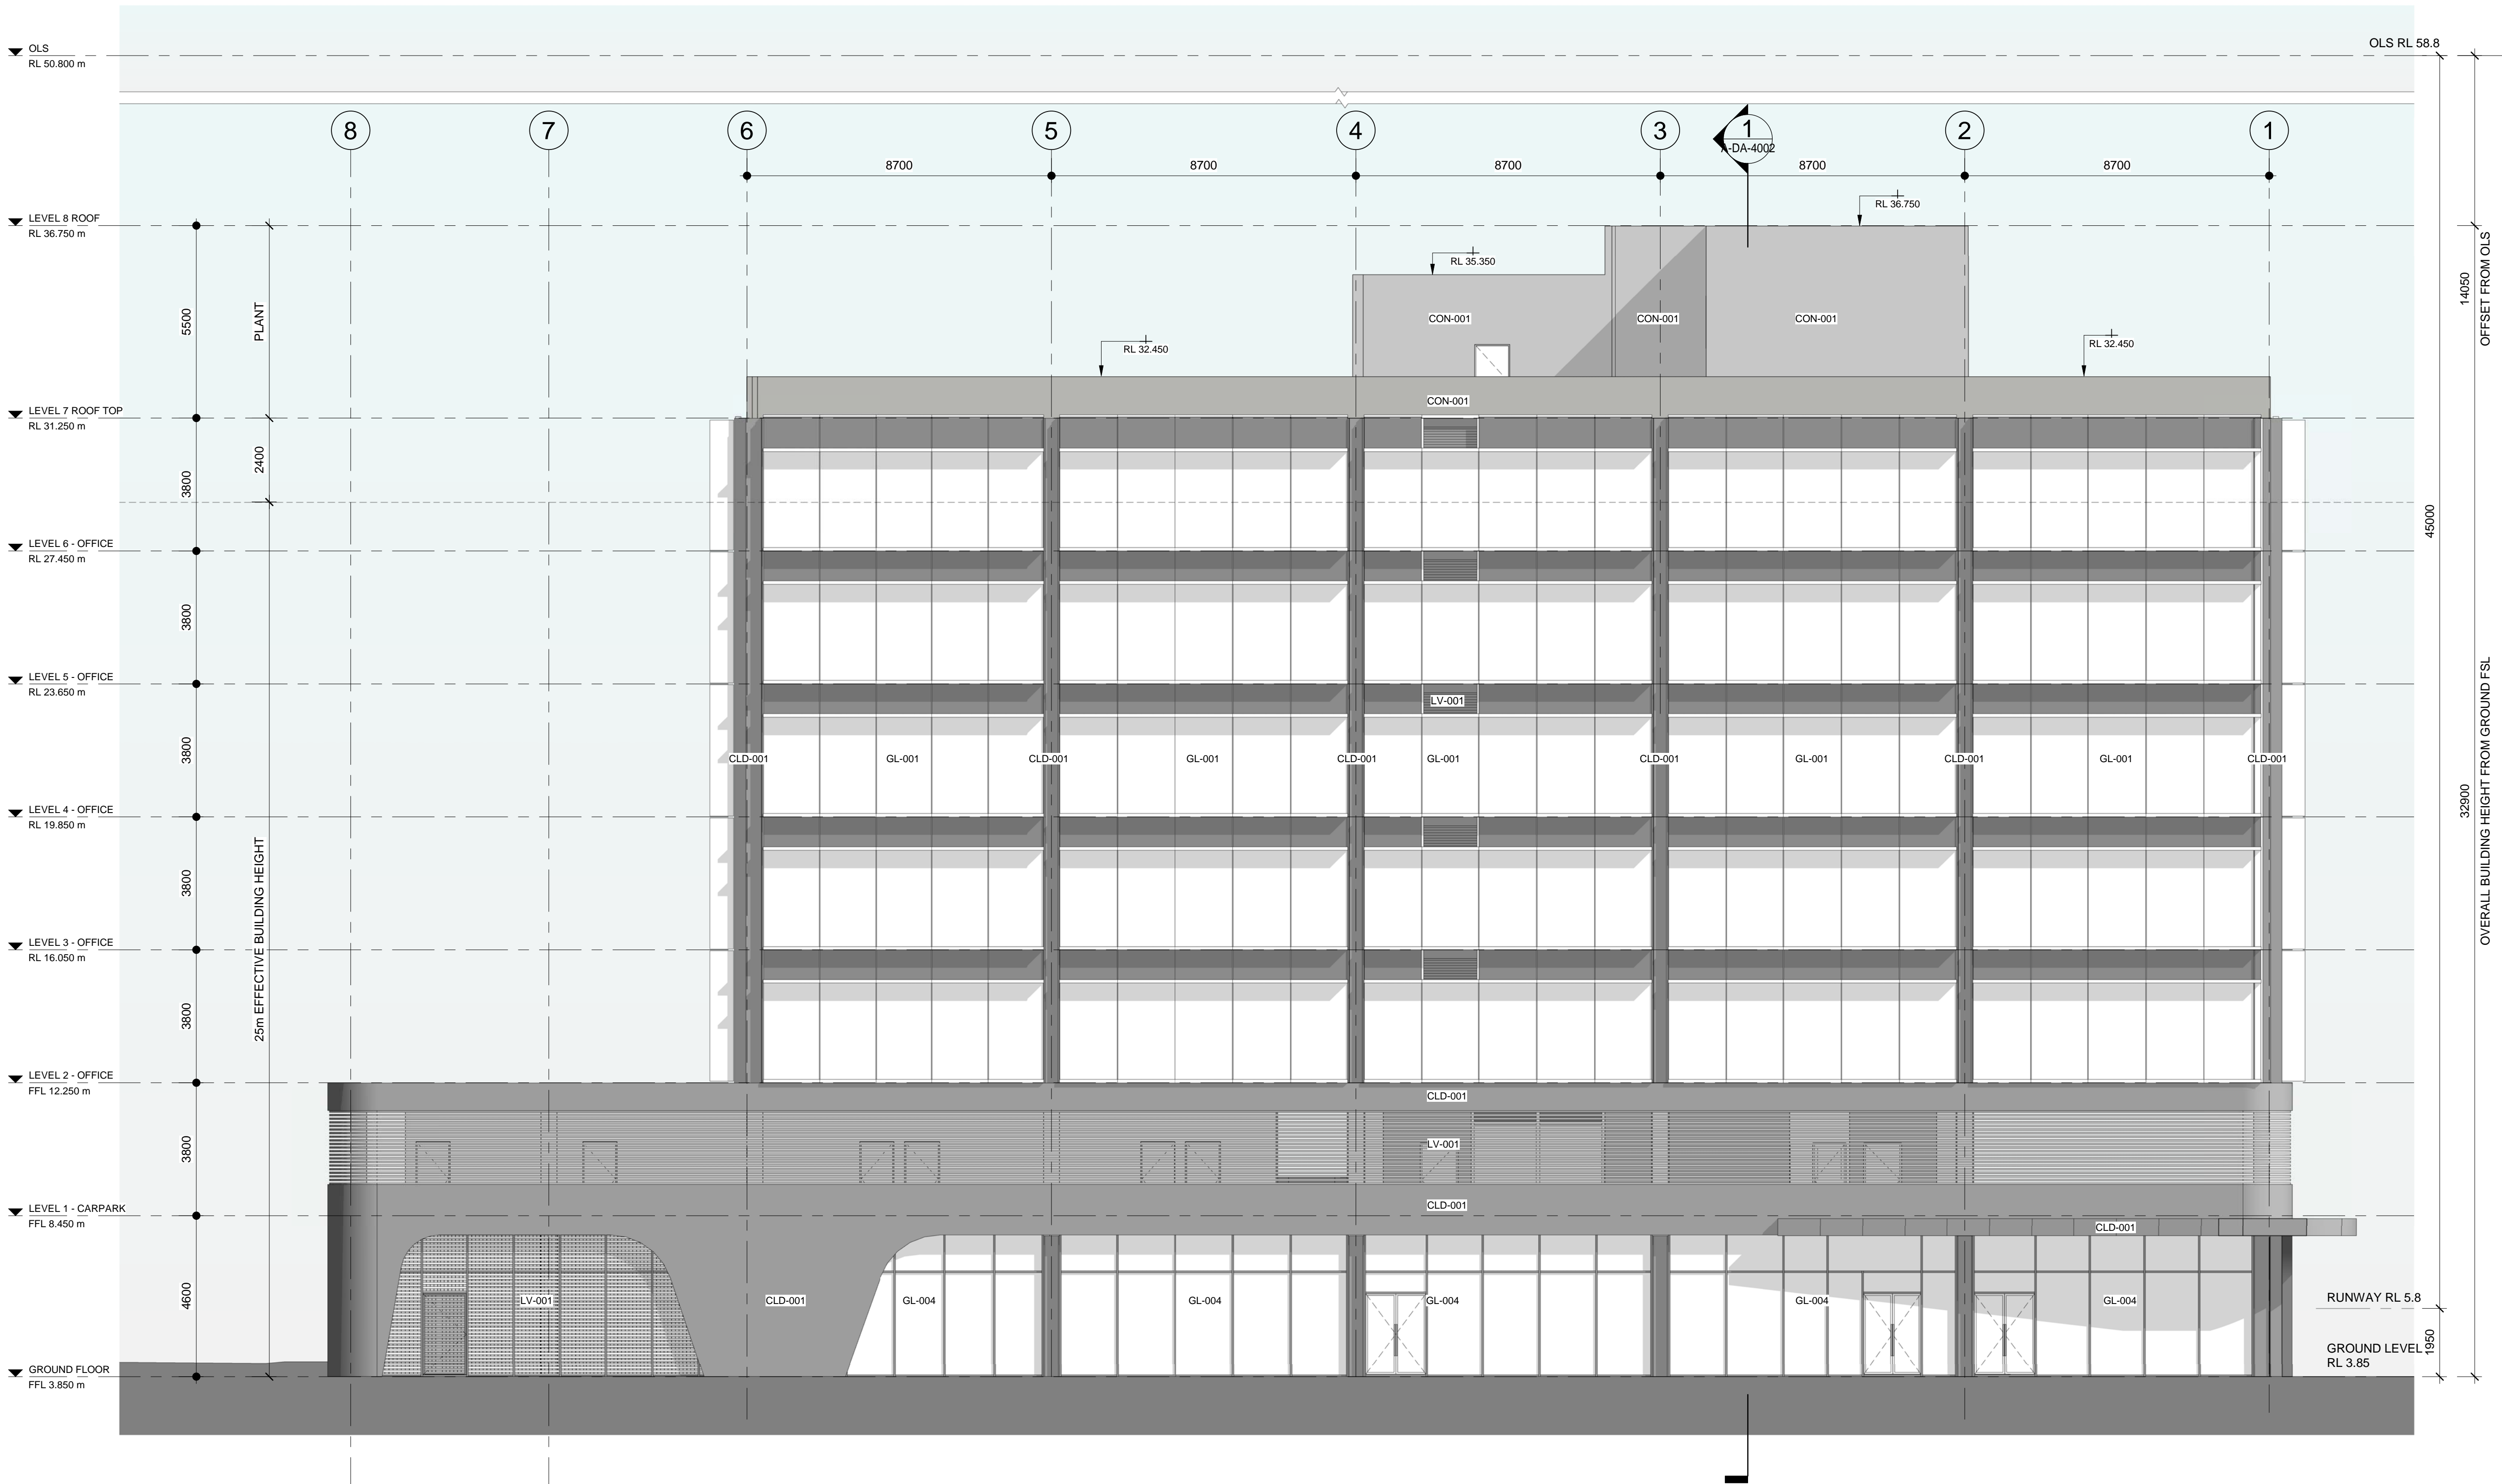 OLS
RL 50.800 m
OLS RL 58.8
8
7
6
5
4
3
1
A-DA-4002
2
1
8700
8700
8700
8700
8700
LEVEL 8 ROOF
RL 36.750 m
RL 36.750
RL 35.350
RL 32.450
RL 32.450
5500
PLANT
CON-001
CON-001
CON-001
14050
OFFSET FROM OLS
LEVEL 7 ROOF TOP
RL 31.250 m
CON-001
3800
2400
45000
LEVEL 6 - OFFICE
RL 27.450 m
3800
LEVEL 5 - OFFICE
RL 23.650 m
LV-001
3800
CLD-001
GL-001
CLD-001
GL-001
CLD-001
GL-001
CLD-001
GL-001
CLD-001
GL-001
CLD-001
32900
OVERALL BUILDING HEIGHT FROM GROUND FSL
LEVEL 4 - OFFICE
RL 19.850 m
3800
25m EFFECTIVE BUILDING HEIGHT
LEVEL 3 - OFFICE
RL 16.050 m
3800
LEVEL 2 - OFFICE
FFL 12.250 m
CLD-001
3800
LV-001
LEVEL 1 - CARPARK
FFL 8.450 m
CLD-001
CLD-001
4600
LV-001
CLD-001
GL-004
GL-004
GL-004
GL-004
GL-004
RUNWAY RL 5.8
1950
GROUND LEVEL
RL 3.85
GROUND FLOOR
FFL 3.850 m